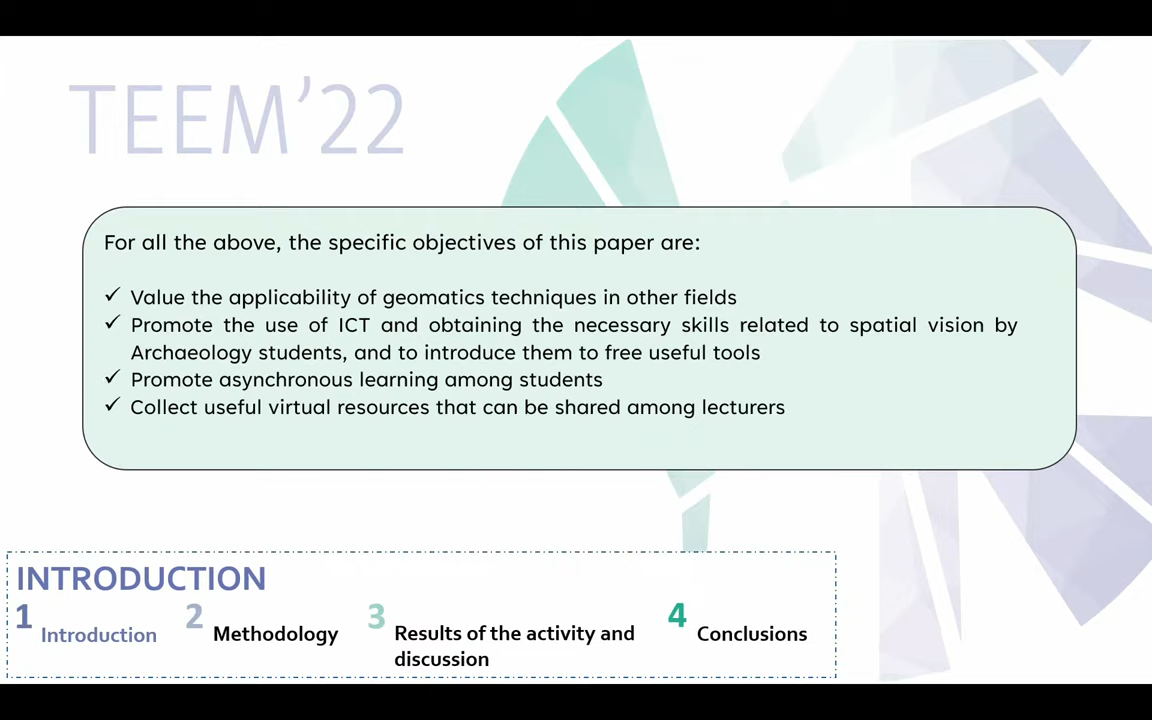 TEEM’22
For all the above, the specific objectives of this paper are:
✓ Value the applicability of geomatics techniques in other fields
✓ Promote the use of ICT and obtaining the necessary skills related to spatial vision by
Archaeology students, and to introduce them to free useful tools
✓ Promote asynchronous learning among students
✓ Collect useful virtual resources that can be shared among lecturers
INTRODUCTION
1 Introduction
2 Methodology
3 Results of the activity and
discussion
4 Conclusions